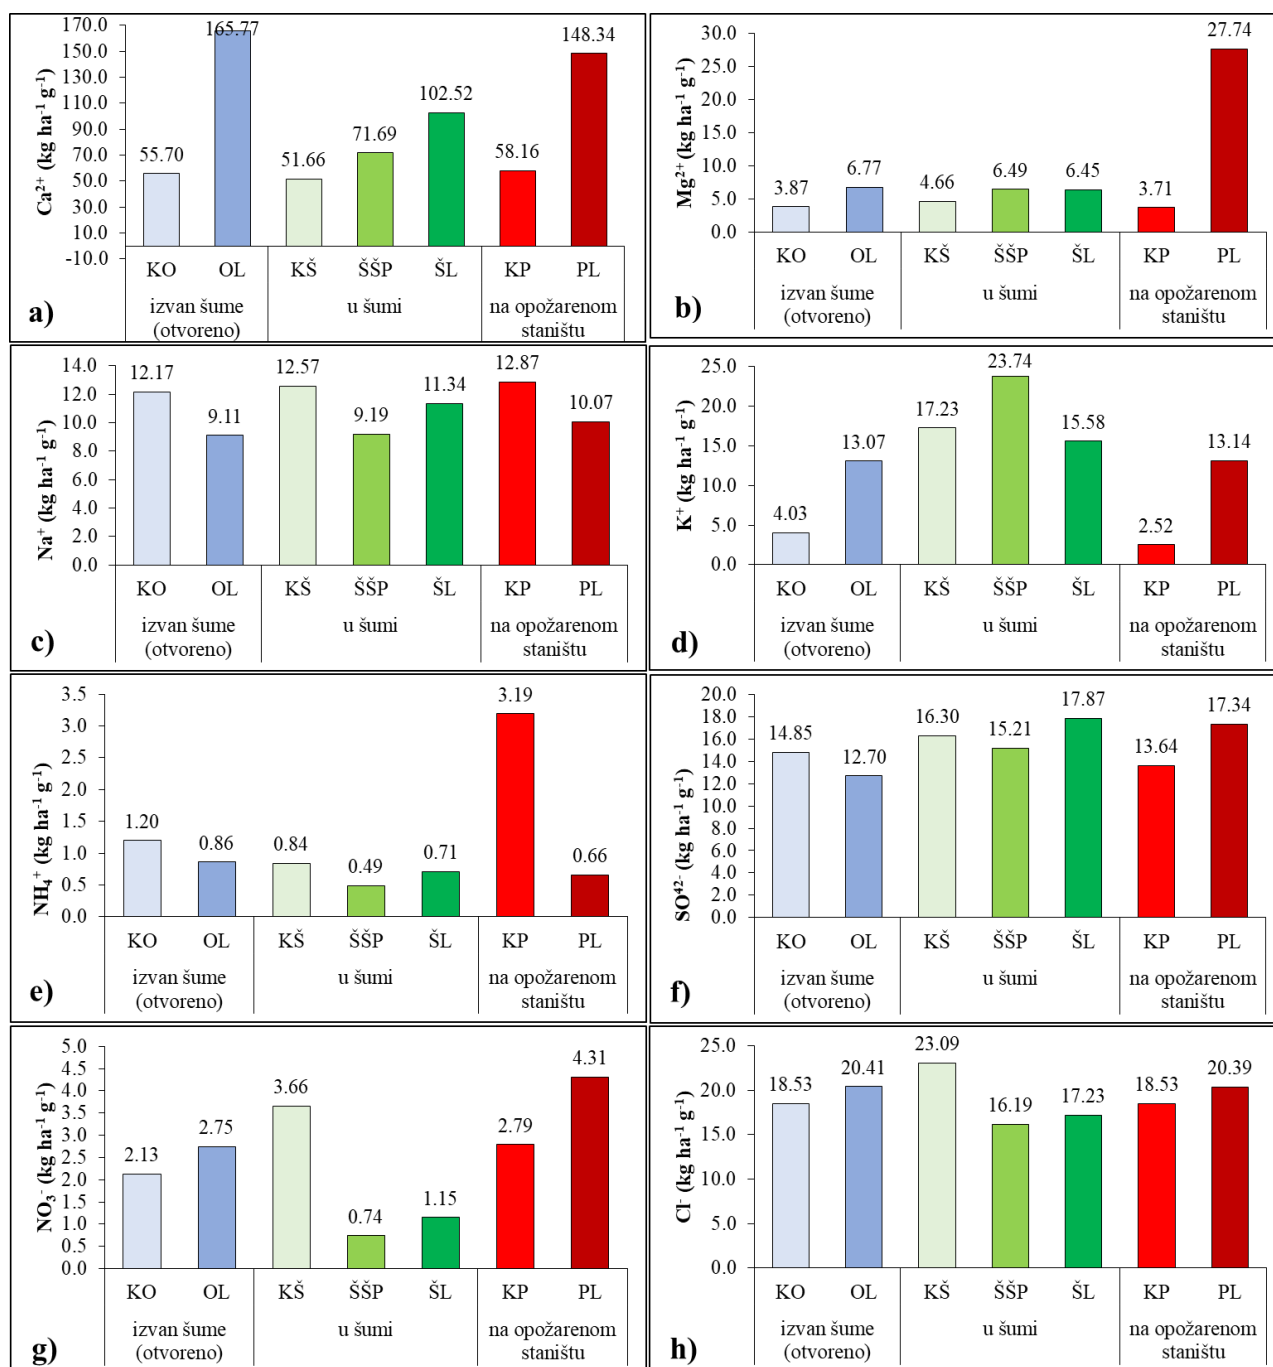 Ca²⁺ (kg ha⁻¹ g⁻¹)
170.0
150.0
130.0
110.0
90.0
70.0
50.0
30.0
10.0
-10.0
55.70
165.77
51.66
71.69
102.52
58.16
148.34
KO OL KŠ ŠŠP ŠL KP PL
izvan šume (otvoreno)
u šumi
na opožarenom staništu
a)
Mg²⁺ (kg ha⁻¹ g⁻¹)
30.0
25.0
20.0
15.0
10.0
5.0
0.0
3.87
6.77
4.66
6.49
6.45
3.71
27.74
KO OL KŠ ŠŠP ŠL KP PL
izvan šume (otvoreno)
u šumi
na opožarenom staništu
b)
Na⁺ (kg ha⁻¹ g⁻¹)
14.0
12.0
10.0
8.0
6.0
4.0
2.0
0.0
12.17
9.11
12.57
9.19
11.34
12.87
10.07
KO OL KŠ ŠŠP ŠL KP PL
izvan šume (otvoreno)
u šumi
na opožarenom staništu
c)
K⁺ (kg ha⁻¹ g⁻¹)
25.0
20.0
15.0
10.0
5.0
0.0
4.03
13.07
17.23
23.74
15.58
2.52
13.14
KO OL KŠ ŠŠP ŠL KP PL
izvan šume (otvoreno)
u šumi
na opožarenom staništu
d)
NH₄⁺ (kg ha⁻¹ g⁻¹)
3.5
3.0
2.5
2.0
1.5
1.0
0.5
0.0
1.20
0.86
0.84
0.49
0.71
3.19
0.66
KO OL KŠ ŠŠP ŠL KP PL
izvan šume (otvoreno)
u šumi
na opožarenom staništu
e)
SO⁴²⁻ (kg ha⁻¹ g⁻¹)
20.0
18.0
16.0
14.0
12.0
10.0
8.0
6.0
4.0
2.0
0.0
14.85
12.70
16.30
15.21
17.87
13.64
17.34
KO OL KŠ ŠŠP ŠL KP PL
izvan šume (otvoreno)
u šumi
na opožarenom staništu
f)
NO₃⁻ (kg ha⁻¹ g⁻¹)
5.0
4.5
4.0
3.5
3.0
2.5
2.0
1.5
1.0
0.5
0.0
2.13
2.75
3.66
0.74
1.15
2.79
4.31
KO OL KŠ ŠŠP ŠL KP PL
izvan šume (otvoreno)
u šumi
na opožarenom staništu
g)
Cl⁻ (kg ha⁻¹ g⁻¹)
25.0
20.0
15.0
10.0
5.0
0.0
18.53
20.41
23.09
16.19
17.23
18.53
20.39
KO OL KŠ ŠŠP ŠL KP PL
izvan šume (otvoreno)
u šumi
na opožarenom staništu
h)